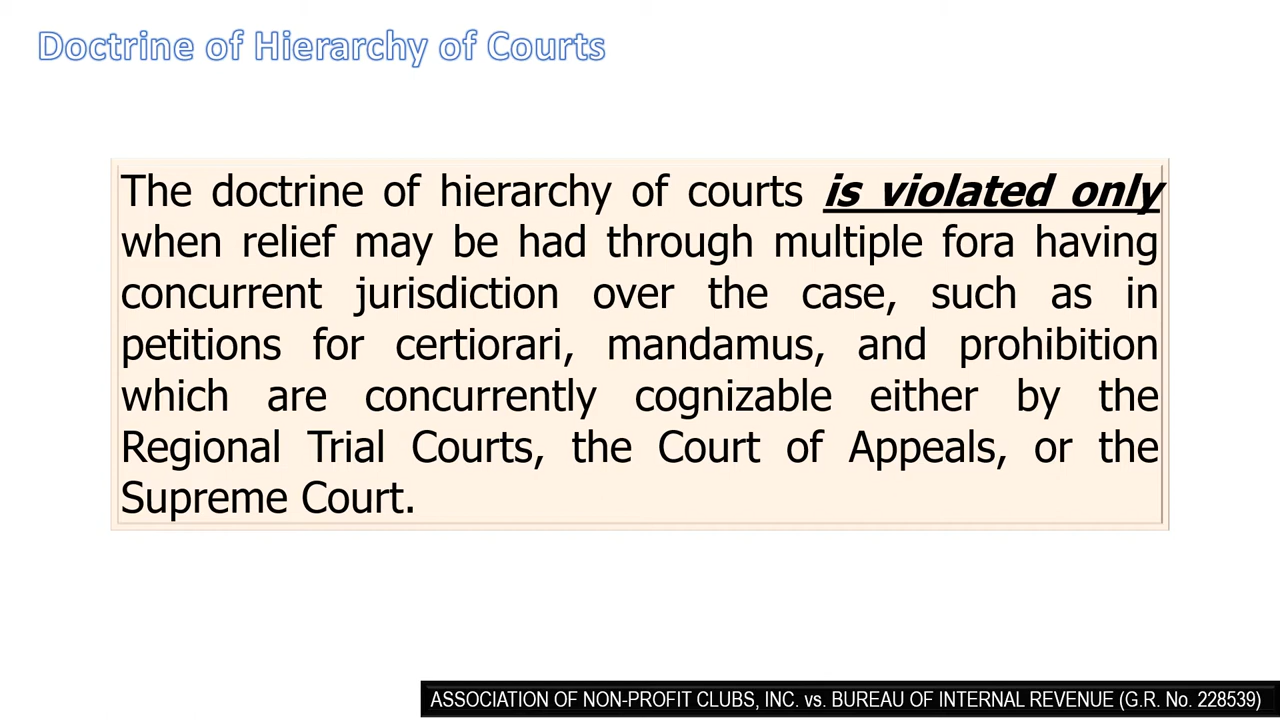 Doctrine of Hierarchy of Courts
The doctrine of hierarchy of courts is violated only
when relief may be had through multiple fora having
concurrent jurisdiction over the case, such as in
petitions for certiorari, mandamus, and prohibition
which are concurrently cognizable either by the
Regional Trial Courts, the Court of Appeals, or the
Supreme Court.
ASSOCIATION OF NON-PROFIT CLUBS, INC. vs. BUREAU OF INTERNAL REVENUE (G.R. No. 228539)